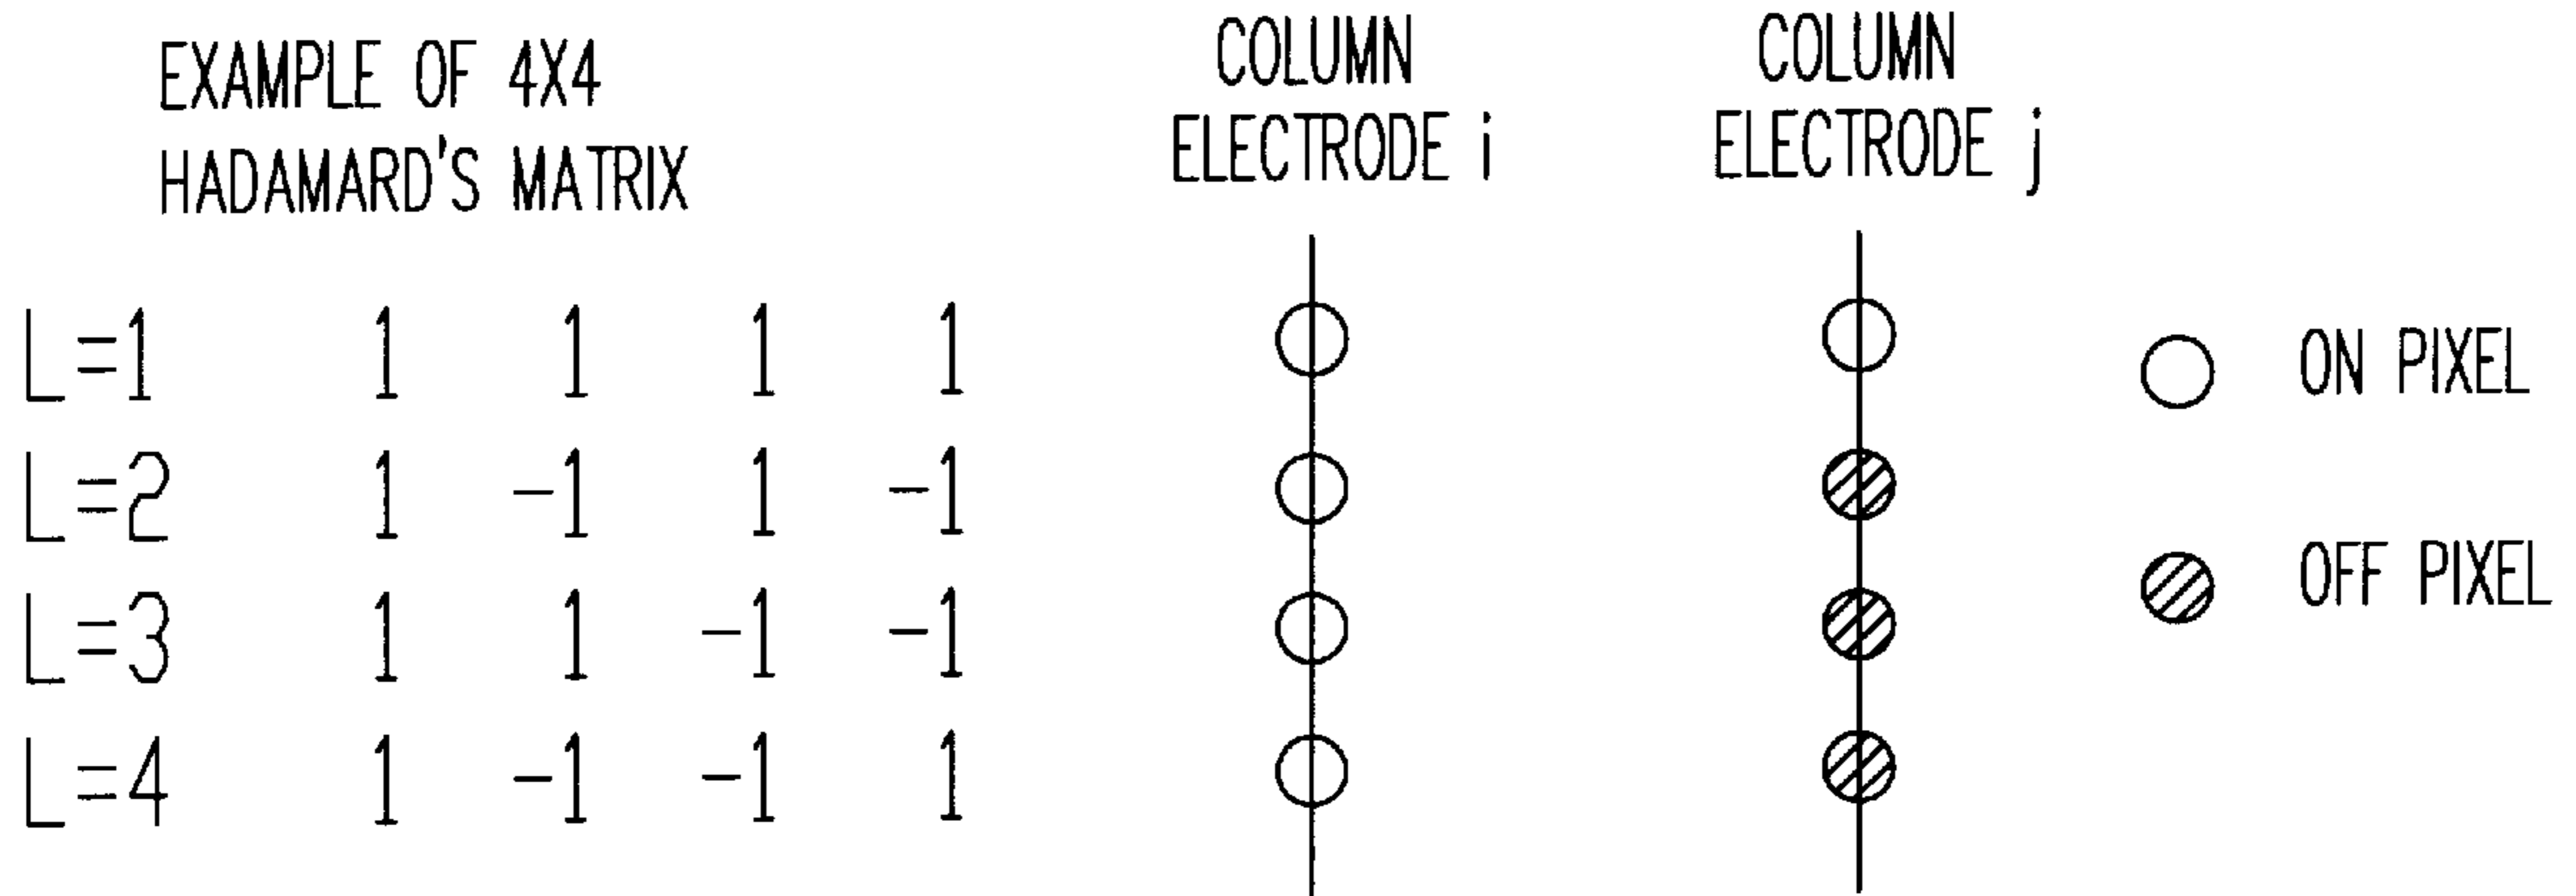 EXAMPLE OF 4X4
HADAMARD'S MATRIX
COLUMN
ELECTRODE i
COLUMN
ELECTRODE j
L=1 1 1 1 1
L=2 1 -1 1 -1
L=3 1 1 -1 -1
L=4 1 -1 -1 1
ON PIXEL
OFF PIXEL